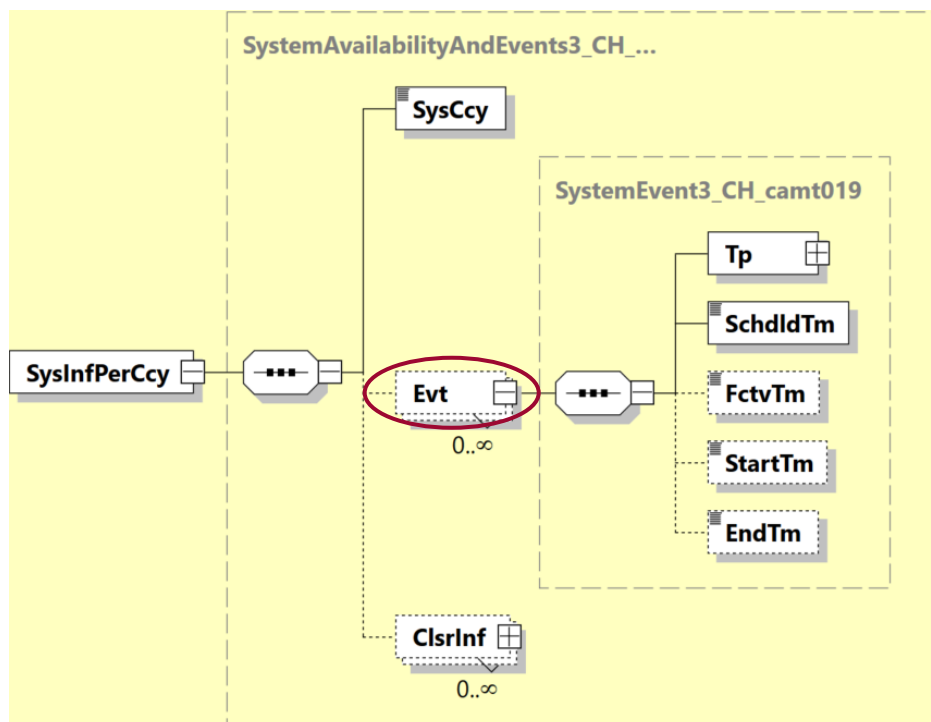 SystemAvailabilityAndEvents3_CH_...
SysCcy
SystemEvent3_CH_camt019
Tp
SchdldTm
SysInfPerCcy
Evt
FctvTm
0..∞
StartTm
EndTm
ClsrInf
0..∞